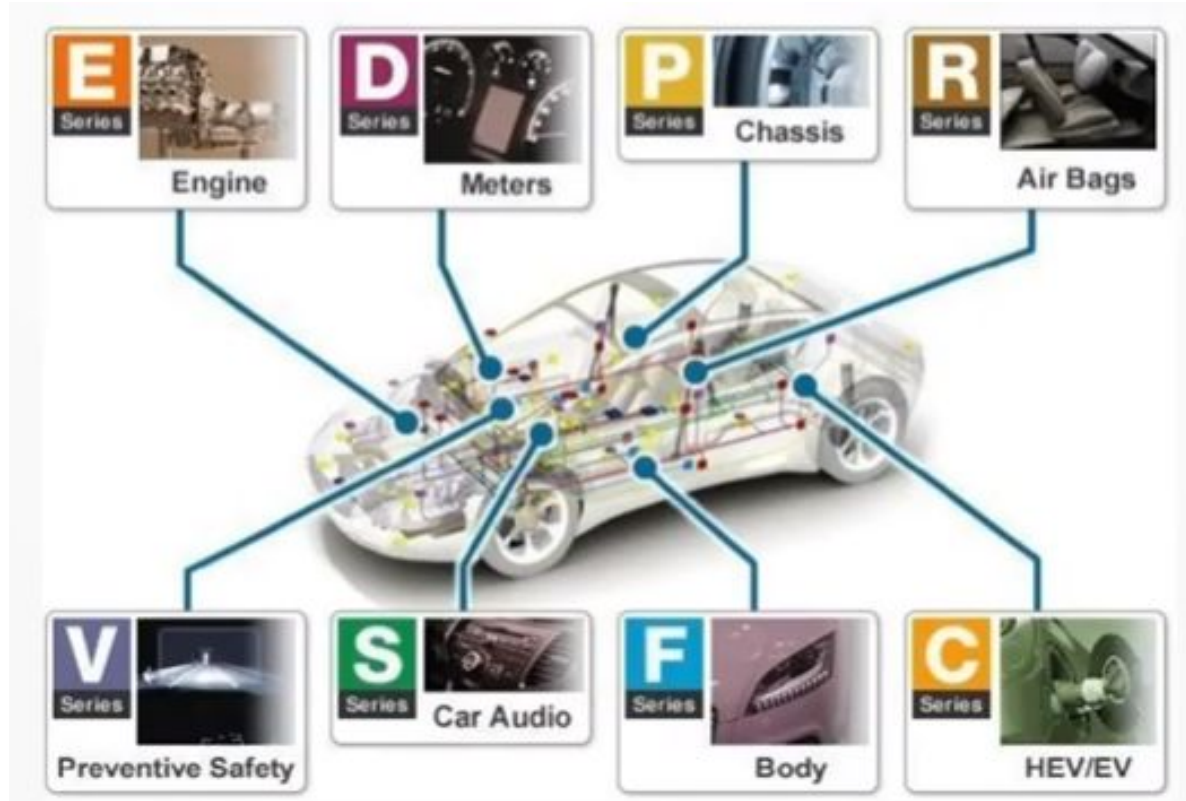 E
Series
Engine
D
Series
Meters
P
Series
Chassis
R
Series
Air Bags
V
Series
Preventive Safety
S
Series
Car Audio
F
Series
Body
C
Series
HEV/EV